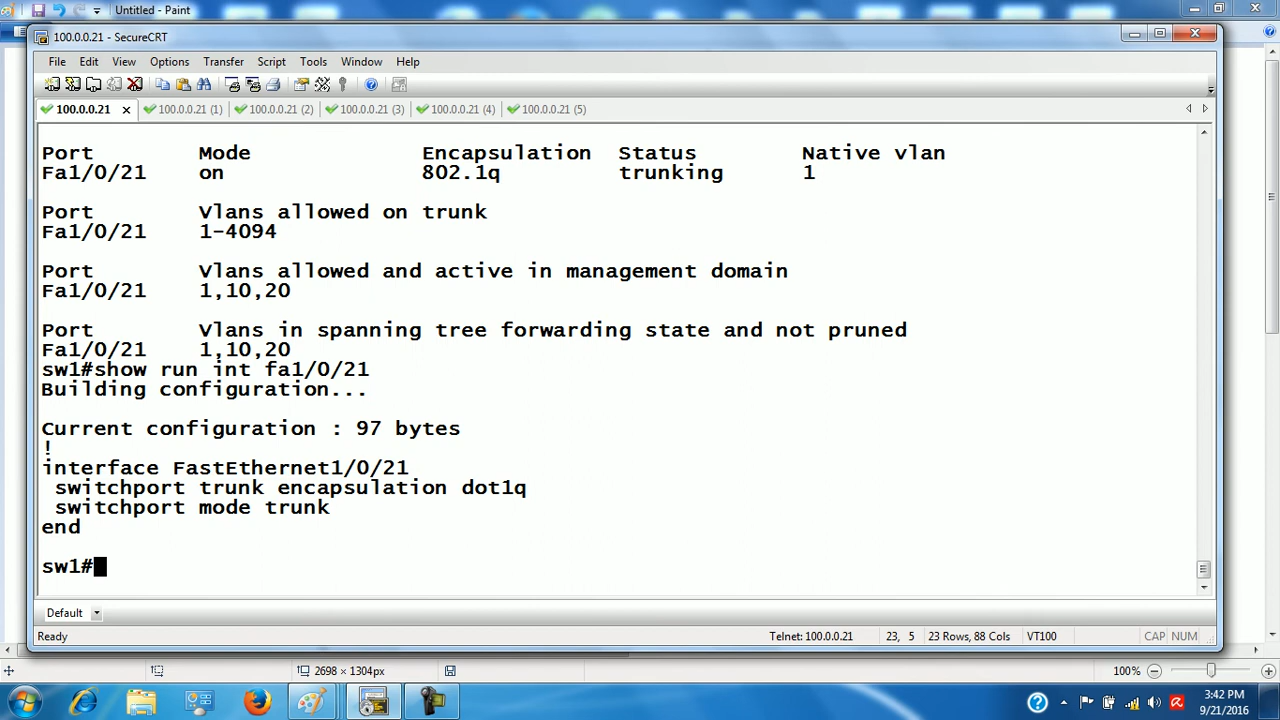 Untitled - Paint
100.0.0.21 - SecureCRT
File Edit View Options Transfer Script Tools Window Help
100.0.0.21 100.0.0.21 (1) 100.0.0.21 (2) 100.0.0.21 (3) 100.0.0.21 (4) 100.0.0.21 (5)
Port Mode Encapsulation Status Native vlan
Fa1/0/21 on 802.1q trunking 1
Port Vlans allowed on trunk
Fa1/0/21 1-4094
Port Vlans allowed and active in management domain
Fa1/0/21 1,10,20
Port Vlans in spanning tree forwarding state and not pruned
Fa1/0/21 1,10,20
sw1#show run int fa1/0/21
Building configuration...
Current configuration : 97 bytes
!
interface FastEthernet1/0/21
switchport trunk encapsulation dot1q
switchport mode trunk
end
sw1#
Default
Ready Telnet: 100.0.0.21 23, 5 23 Rows, 88 Cols VT100 CAP NUM
2698 × 1304px 100%
3:42 PM
9/21/2016